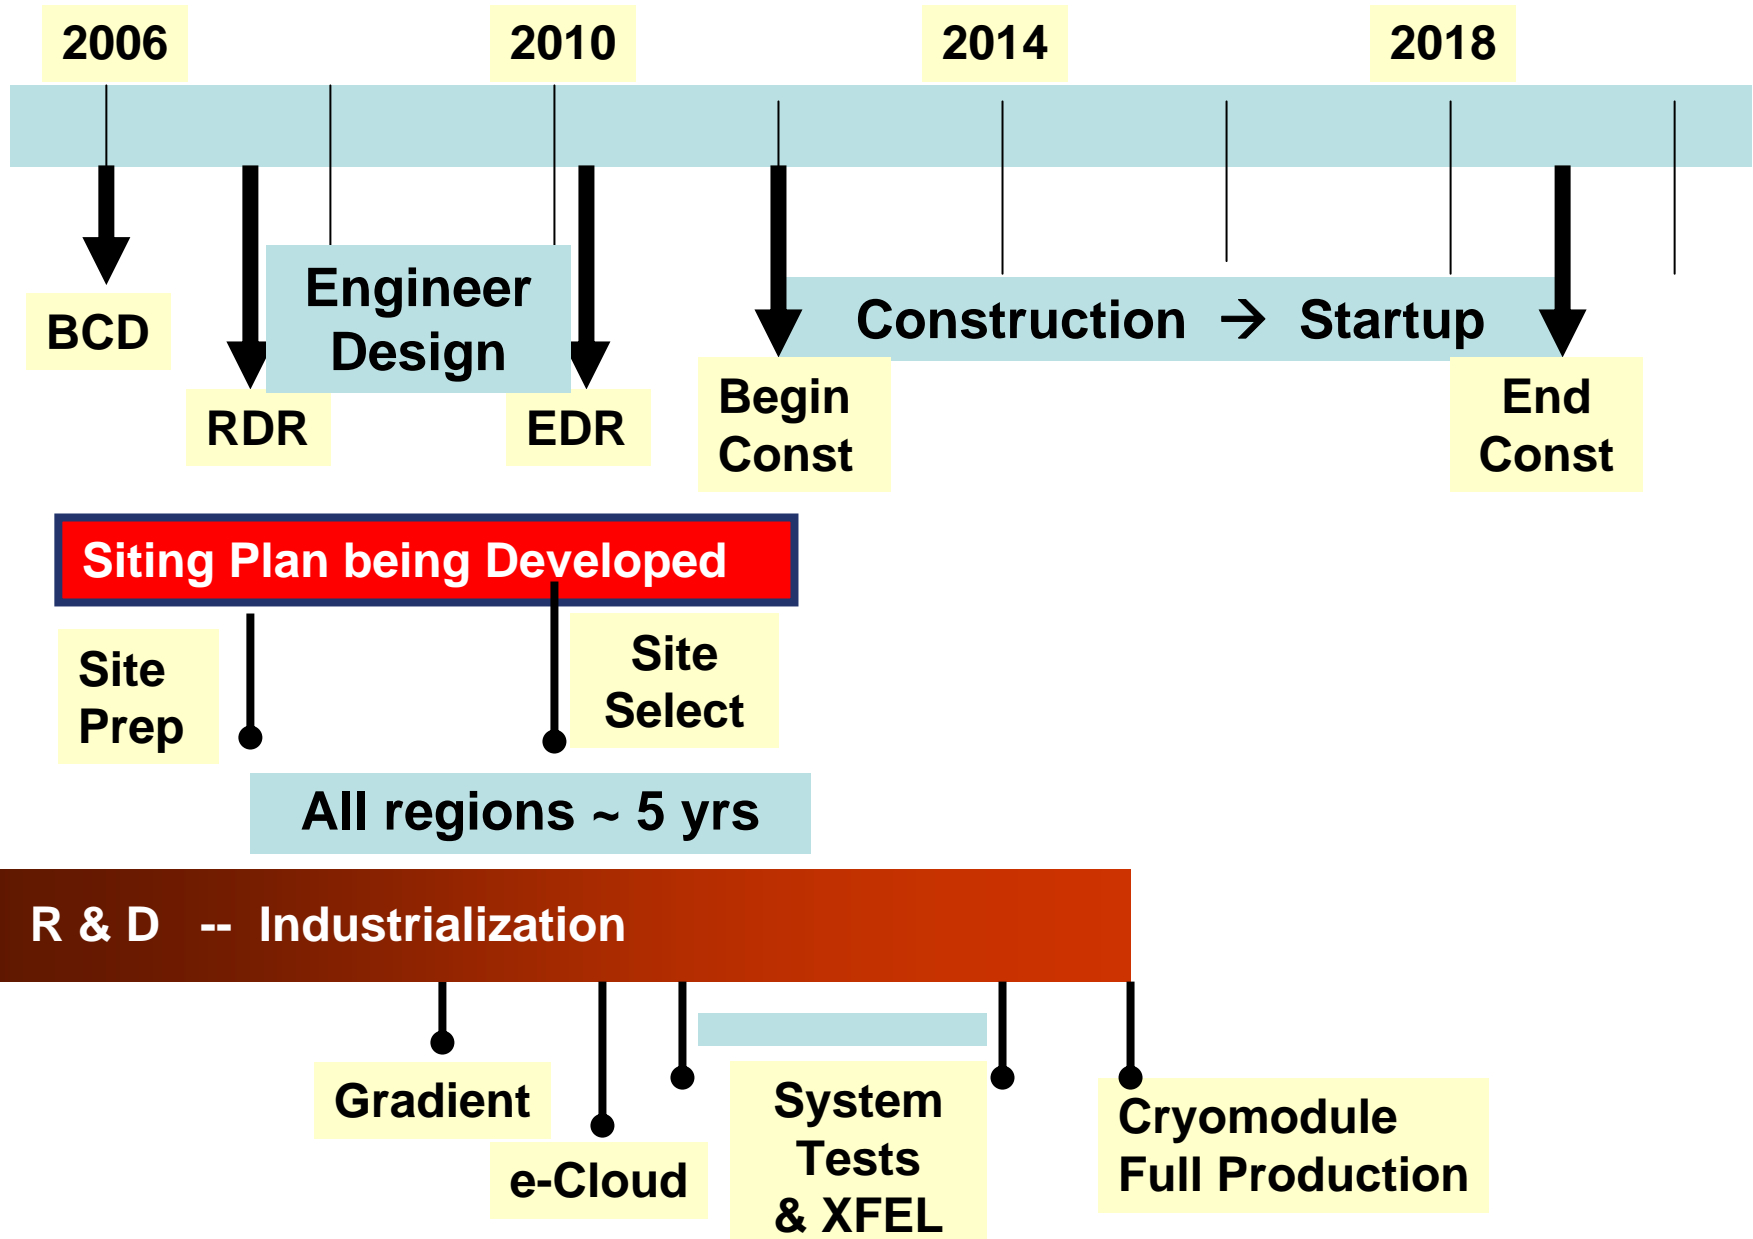 2006 2010 2014 2018
BCD
Engineer
Design
RDR
EDR
Construction → Startup
Begin
Const
End
Const
Siting Plan being Developed
Site
Prep
Site
Select
All regions ~ 5 yrs
R & D -- Industrialization
Gradient
e-Cloud
System
Tests
& XFEL
Cryomodule
Full Production